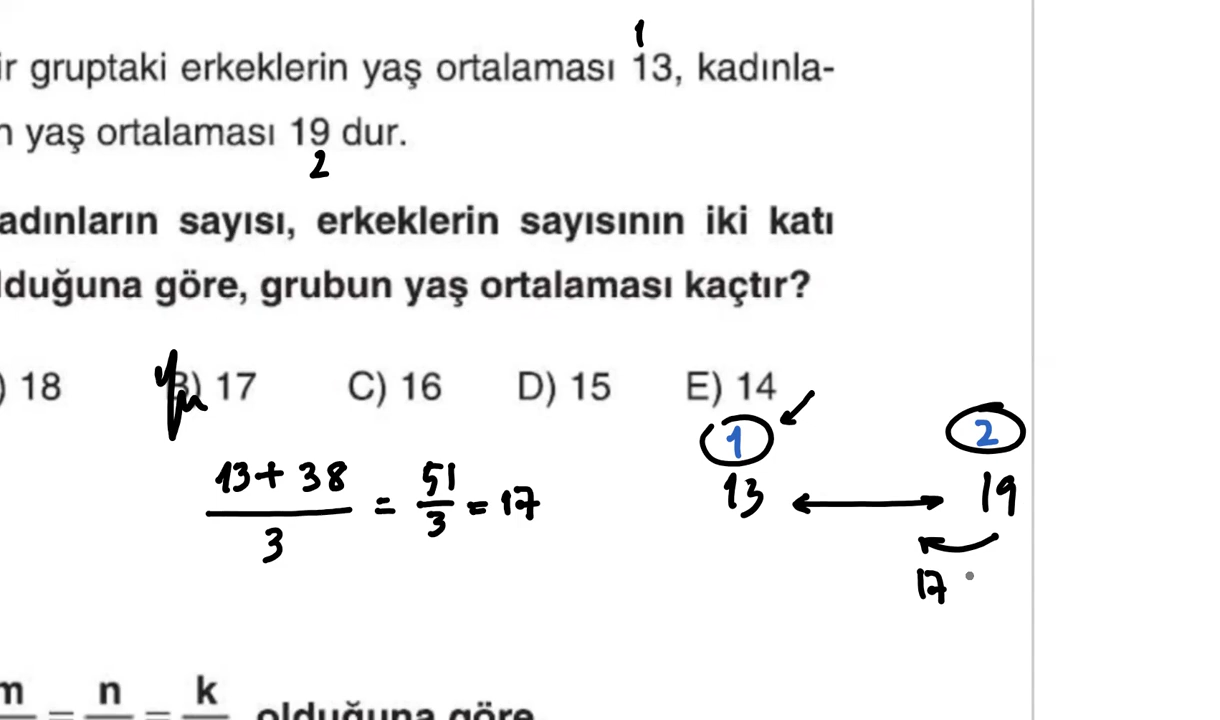 1
ir gruptaki erkeklerin yaş ortalaması 13, kadınla-
n yaş ortalaması 19 dur.
2
adınların sayısı, erkeklerin sayısının iki katı
lduğuna göre, grubun yaş ortalaması kaçtır?
) 18 B) 17 C) 16 D) 15 E) 14
1 2
13 + 38 / 3 = 51 / 3 = 17
13 19
17
m = n = k olduğuna göre,